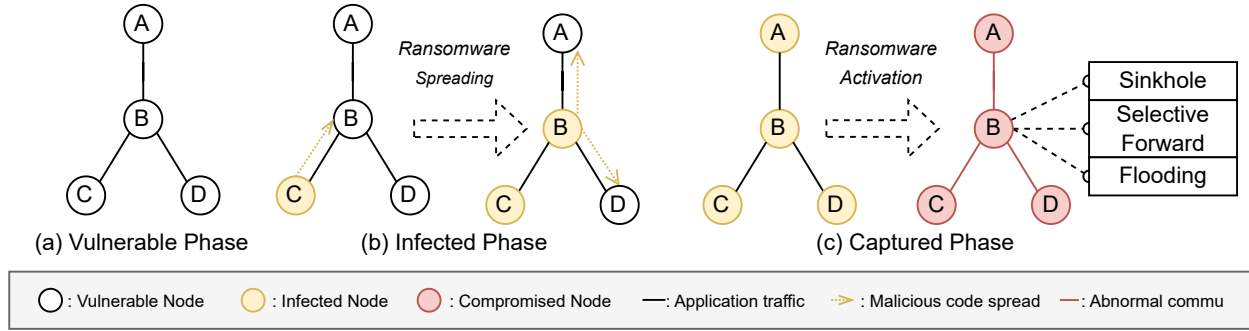 A
B
C
D
(a) Vulnerable Phase
A
B
C
D
Ransomware
Spreading
A
B
C
D
(b) Infected Phase
A
B
C
D
Ransomware
Activation
A
B
C
D
Sinkhole
Selective
Forward
Flooding
(c) Captured Phase
: Vulnerable Node
: Infected Node
: Compromised Node
: Application traffic
: Malicious code spread
: Abnormal commu